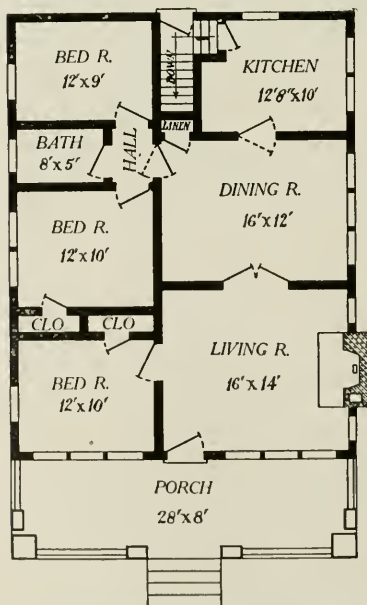 BED R.
12'x9'
DOWN
KITCHEN
12'8"x10'
LINEN
BATH
8'x5'
HALL
DINING R.
16'x12'
BED R.
12'x10'
CLO
CLO
LIVING R.
16'x14'
BED R.
12'x10'
PORCH
28'x8'